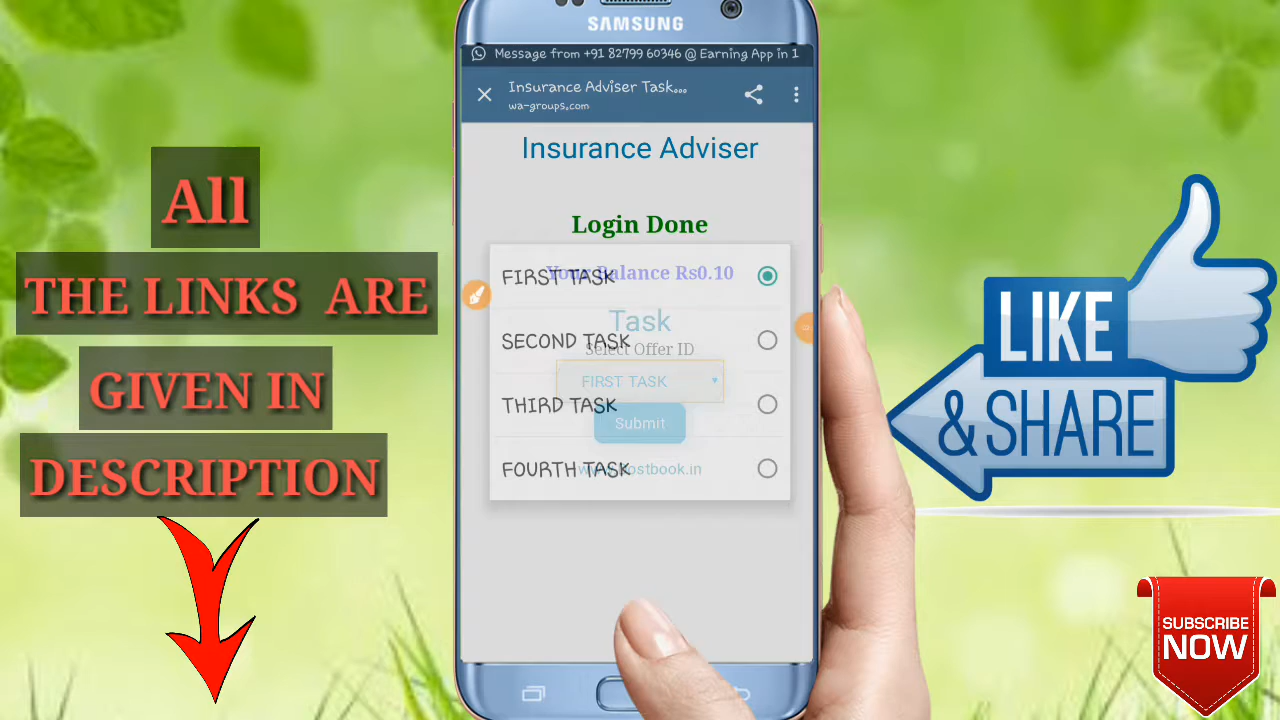 All
THE LINKS ARE
GIVEN IN
DESCRIPTION
SAMSUNG
Message from +91 82799 60346 @ Earning App in 1
Insurance Adviser Task...
wa-groups.com
Insurance Adviser
Login Done
Your Balance Rs0.10
FIRST TASK
Task
SECOND TASK
Select Offer ID
FIRST TASK
THIRD TASK
Submit
FOURTH TASK
LIKE
& SHARE
SUBSCRIBE
NOW